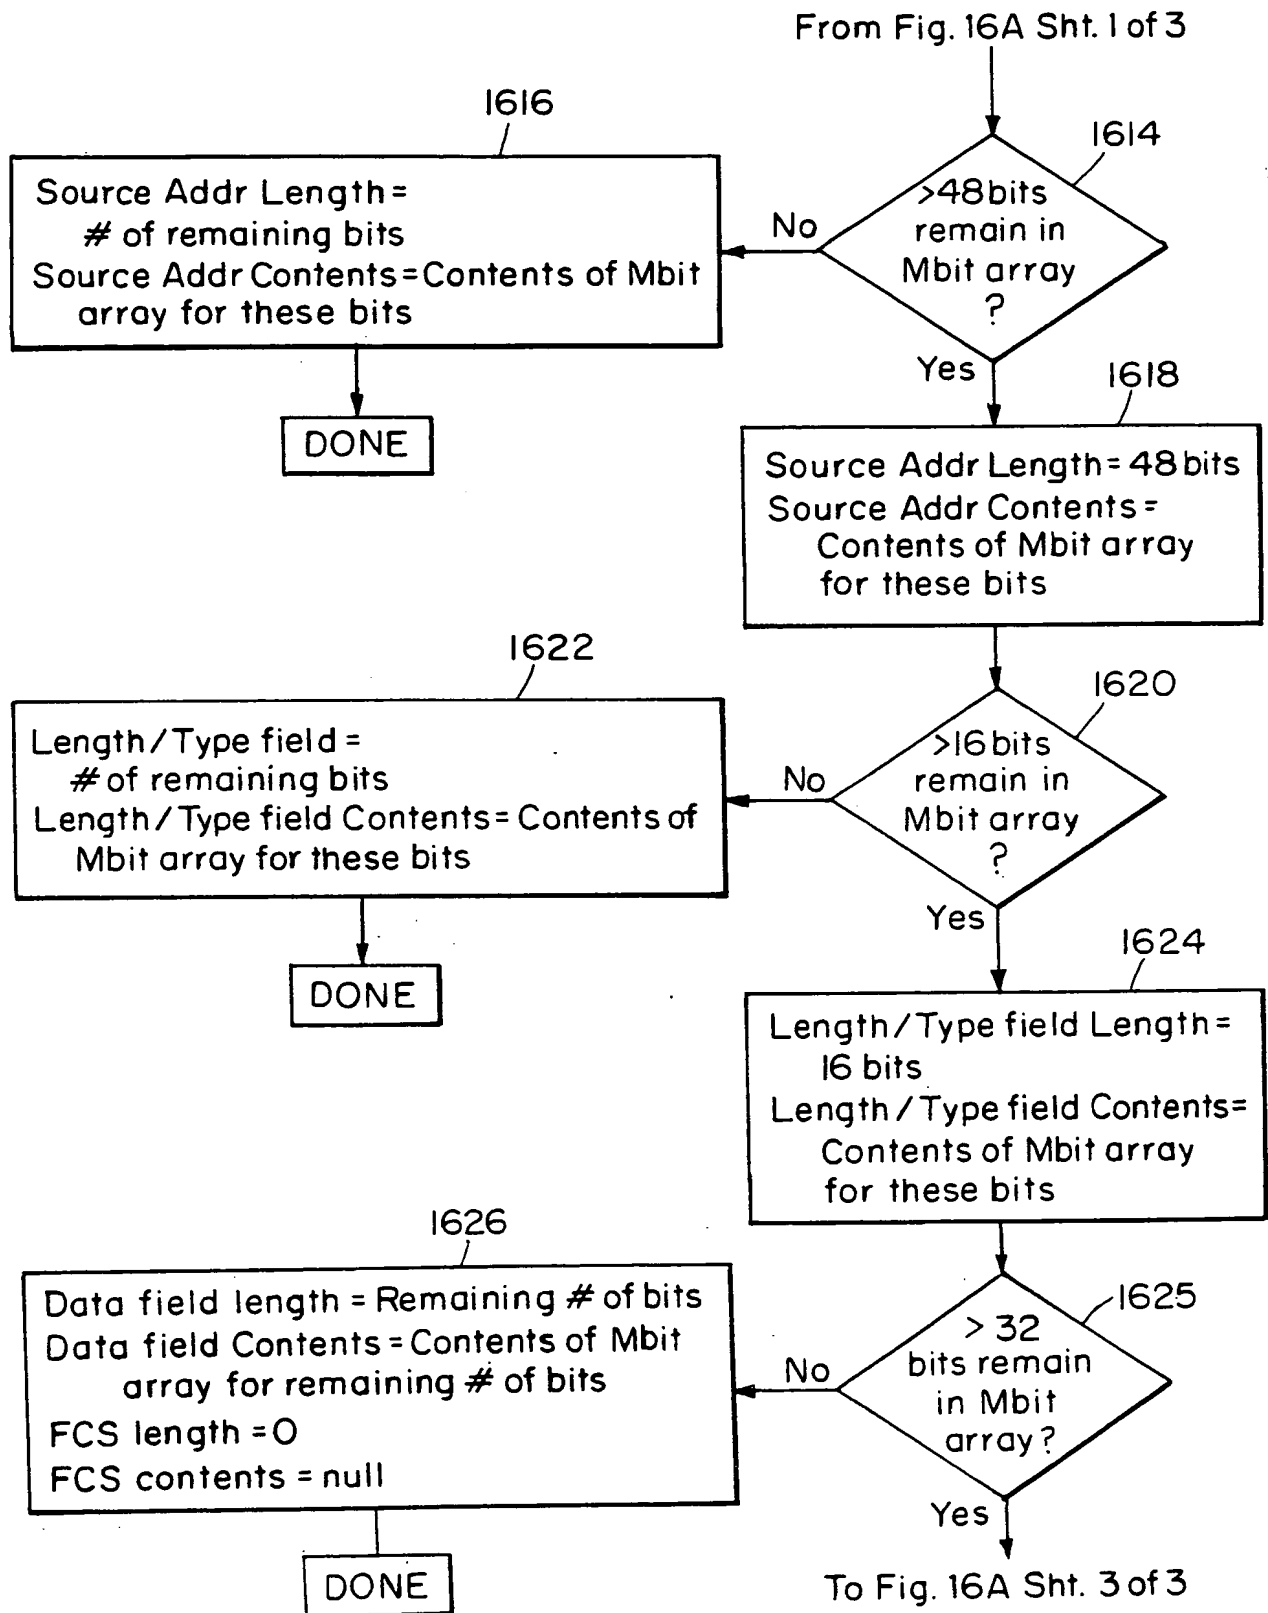 From Fig. 16A Sht. 1 of 3
1614
>48 bits
remain in
Mbit array
?
No
1616
Source Addr Length =
# of remaining bits
Source Addr Contents = Contents of Mbit
array for these bits
DONE
Yes
1618
Source Addr Length = 48 bits
Source Addr Contents =
Contents of Mbit array
for these bits
1620
>16 bits
remain in
Mbit array
?
No
1622
Length/Type field =
# of remaining bits
Length/Type field Contents = Contents of
Mbit array for these bits
DONE
Yes
1624
Length/Type field Length =
16 bits
Length/Type field Contents =
Contents of Mbit array
for these bits
1625
> 32
bits remain
in Mbit
array?
No
1626
Data field length = Remaining # of bits
Data field Contents = Contents of Mbit
array for remaining # of bits
FCS length = 0
FCS contents = null
DONE
Yes
To Fig. 16A Sht. 3 of 3